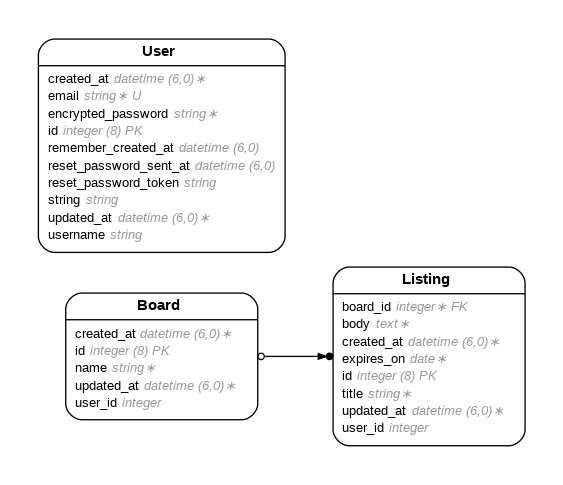 User
created_at datetime (6,0)∗
email string∗ U
encrypted_password string∗
id integer (8) PK
remember_created_at datetime (6,0)
reset_password_sent_at datetime (6,0)
reset_password_token string
string string
updated_at datetime (6,0)∗
username string
Board
created_at datetime (6,0)∗
id integer (8) PK
name string∗
updated_at datetime (6,0)∗
user_id integer
Listing
board_id integer∗ FK
body text∗
created_at datetime (6,0)∗
expires_on date∗
id integer (8) PK
title string∗
updated_at datetime (6,0)∗
user_id integer